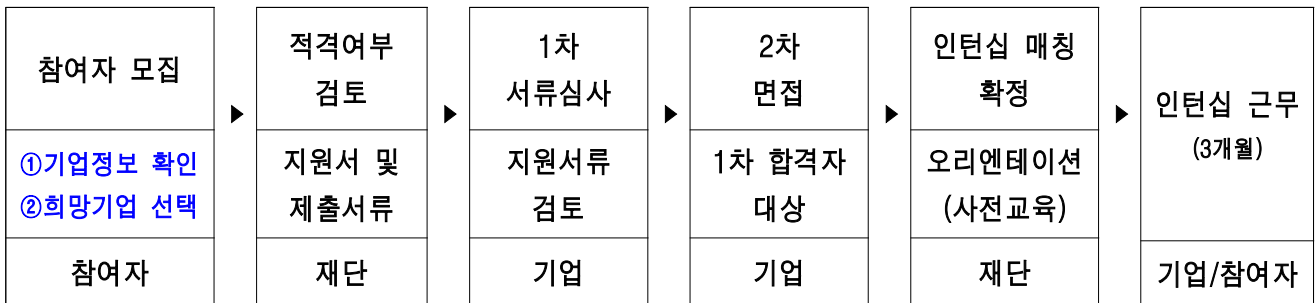 참여자 모집
①기업정보 확인
②희망기업 선택
참여자
▶
적격여부
검토
지원서 및
제출서류
재단
▶
1차
서류심사
지원서류
검토
기업
▶
2차
면접
1차 합격자
대상
기업
▶
인턴십 매칭
확정
오리엔테이션
(사전교육)
재단
▶
인턴십 근무
(3개월)
기업/참여자